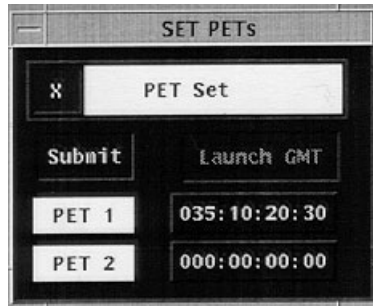 SET PETs
X PET Set
Submit Launch GMT
PET 1 035:10:20:30
PET 2 000:00:00:00